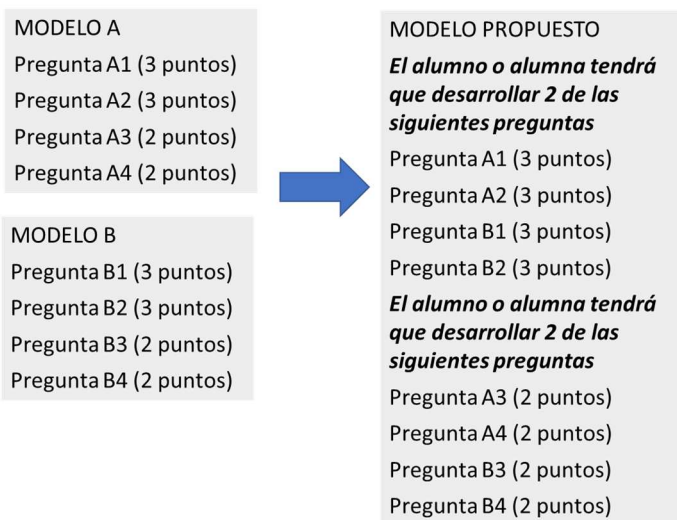 MODELO A
Pregunta A1 (3 puntos)
Pregunta A2 (3 puntos)
Pregunta A3 (2 puntos)
Pregunta A4 (2 puntos)
MODELO B
Pregunta B1 (3 puntos)
Pregunta B2 (3 puntos)
Pregunta B3 (2 puntos)
Pregunta B4 (2 puntos)
MODELO PROPUESTO
El alumno o alumna tendrá
que desarrollar 2 de las
siguientes preguntas
Pregunta A1 (3 puntos)
Pregunta A2 (3 puntos)
Pregunta B1 (3 puntos)
Pregunta B2 (3 puntos)
El alumno o alumna tendrá
que desarrollar 2 de las
siguientes preguntas
Pregunta A3 (2 puntos)
Pregunta A4 (2 puntos)
Pregunta B3 (2 puntos)
Pregunta B4 (2 puntos)